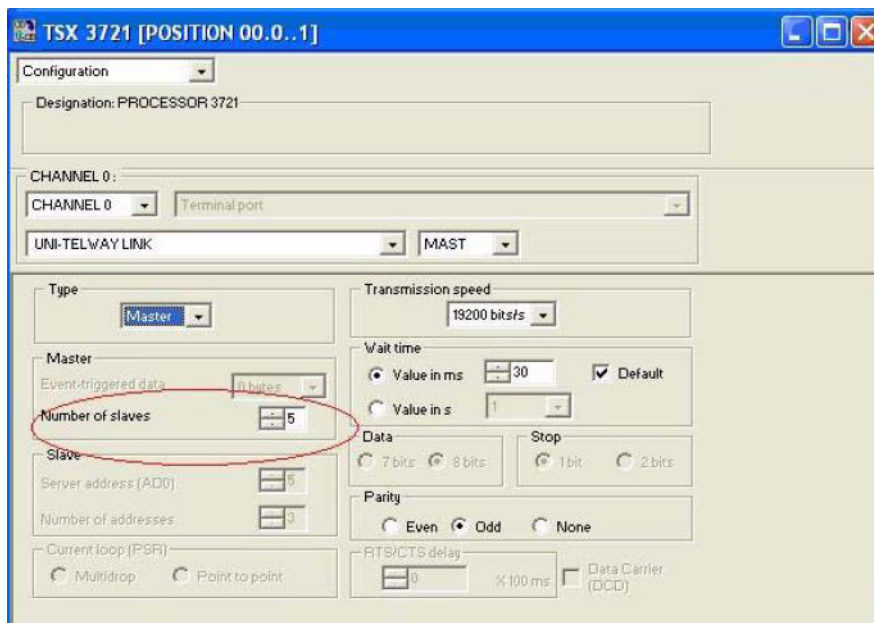 TSX 3721 [POSITION 00.0..1]
Configuration
Designation: PROCESSOR 3721
CHANNEL 0 :
CHANNEL 0 Terminal port
UNI-TELWAY LINK MAST
Type
Master
Transmission speed
19200 bits/s
Master
Event-triggered data 0 bytes
Number of slaves 5
Wait time
Value in ms 30 Default
Value in s 1
Slave
Server address (AD0) 5
Number of addresses 3
Data
7 bits 8 bits
Stop
1 bit 2 bits
Parity
Even Odd None
Current loop (PSR)
Multidrop Point to point
RTS/CTS delay
0 X 100 ms
Data Carrier
(DCD)